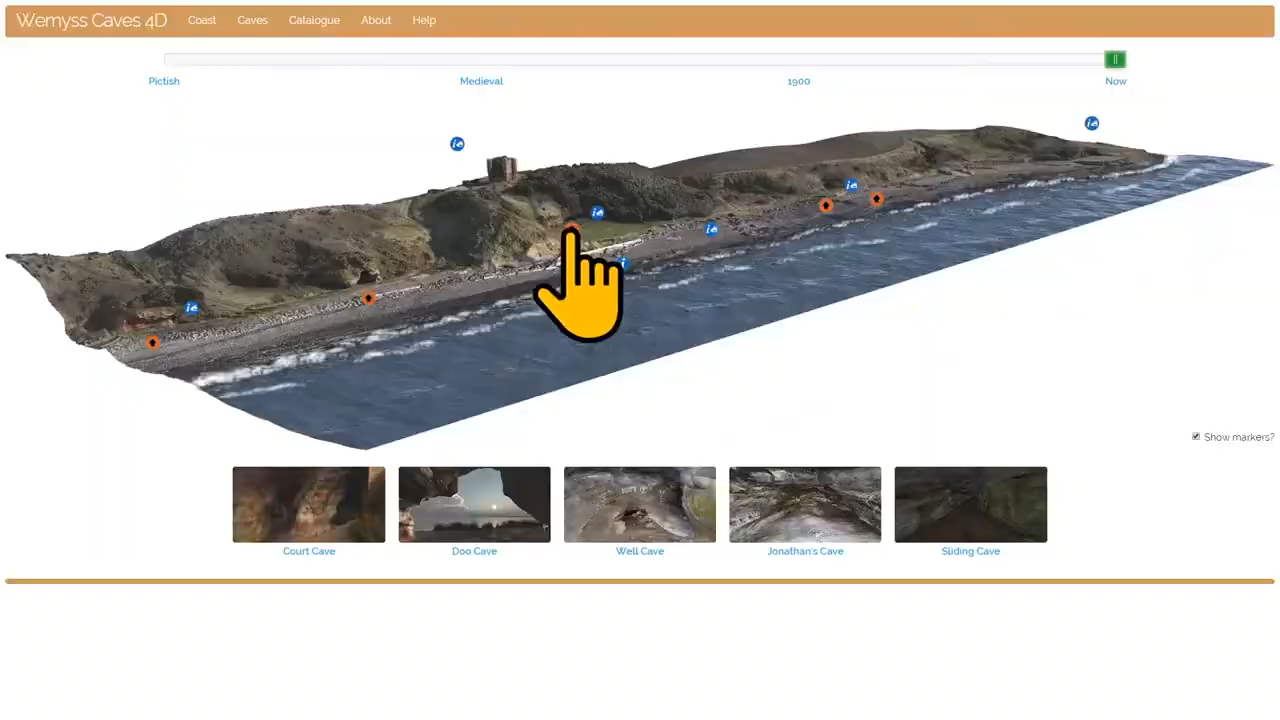 Wemyss Caves 4D Coast Caves Catalogue About Help
Pictish Medieval 1900 Now
Show markers?
Court Cave Doo Cave Well Cave Jonathan's Cave Sliding Cave